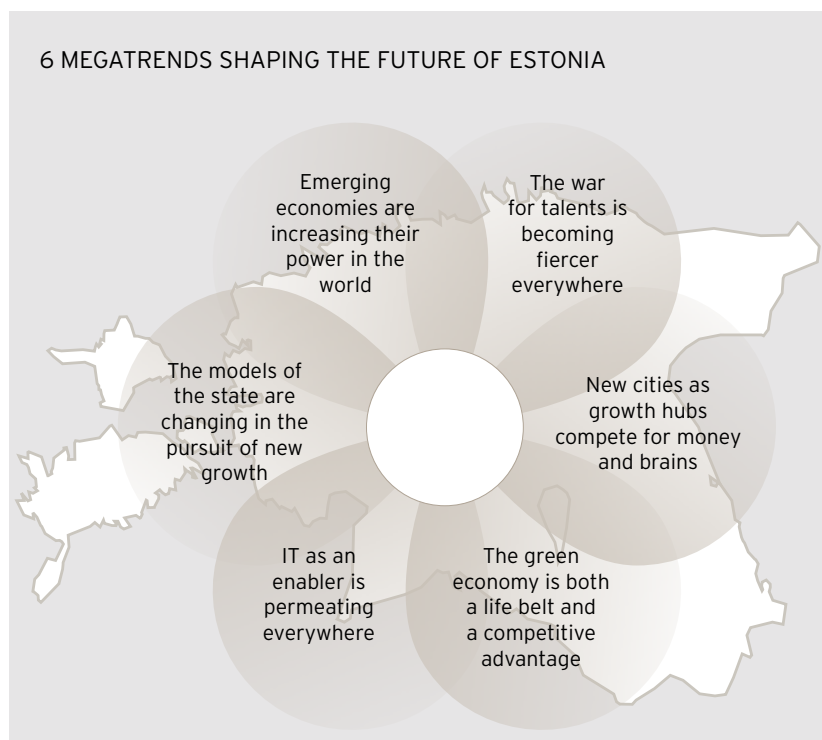 6 MEGATRENDS SHAPING THE FUTURE OF ESTONIA
Emerging
economies are
increasing their
power in the
world
The war
for talents is
becoming
fiercer
everywhere
The models of
the state are
changing in the
pursuit of new
growth
New cities as
growth hubs
compete for money
and brains
IT as an
enabler is
permeating
everywhere
The green
economy is both
a life belt and
a competitive
advantage